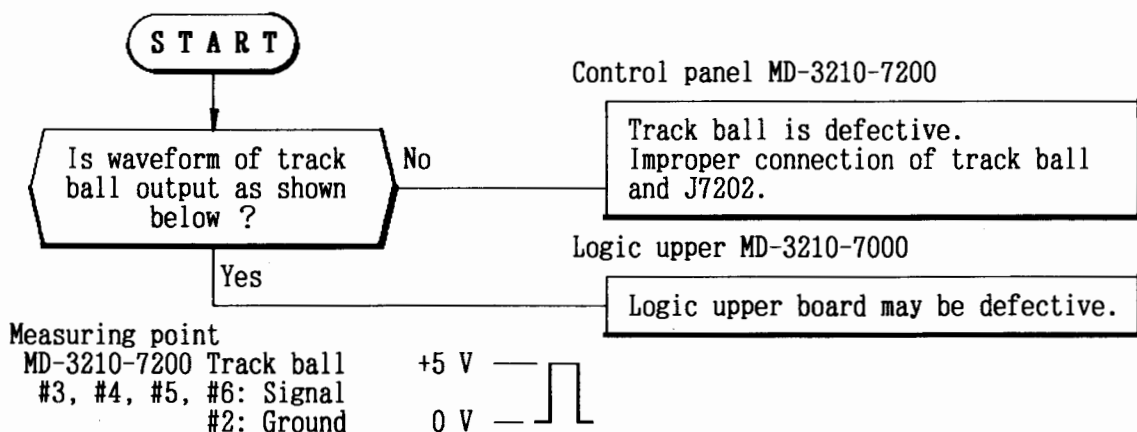 START
Control panel MD-3210-7200
Is waveform of track
ball output as shown
below ?
No
Track ball is defective.
Improper connection of track ball
and J7202.
Logic upper MD-3210-7000
Yes
Logic upper board may be defective.
Measuring point
MD-3210-7200 Track ball
#3, #4, #5, #6: Signal
#2: Ground
+5 V
0 V